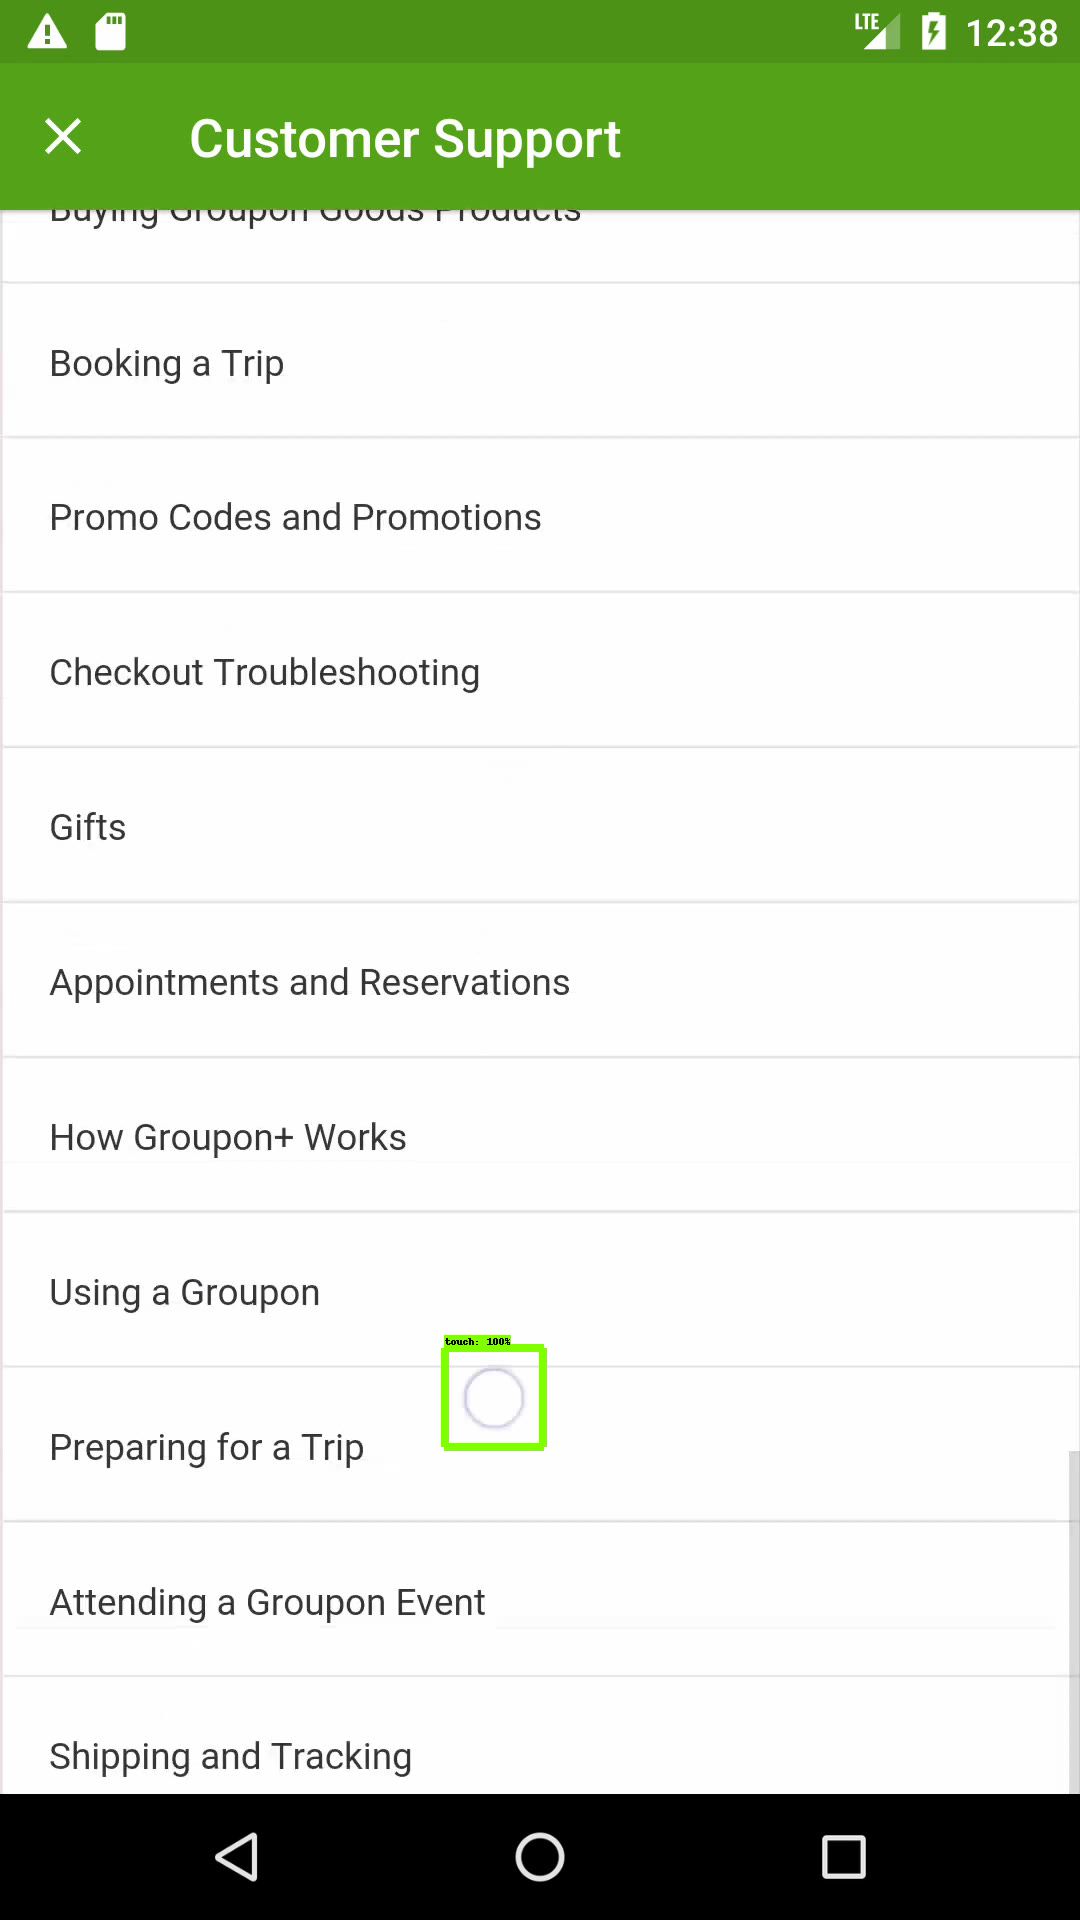 LTE 12:38
Customer Support
Buying Groupon Goods Products
Booking a Trip
Promo Codes and Promotions
Checkout Troubleshooting
Gifts
Appointments and Reservations
How Groupon+ Works
Using a Groupon
touch: 100%
Preparing for a Trip
Attending a Groupon Event
Shipping and Tracking